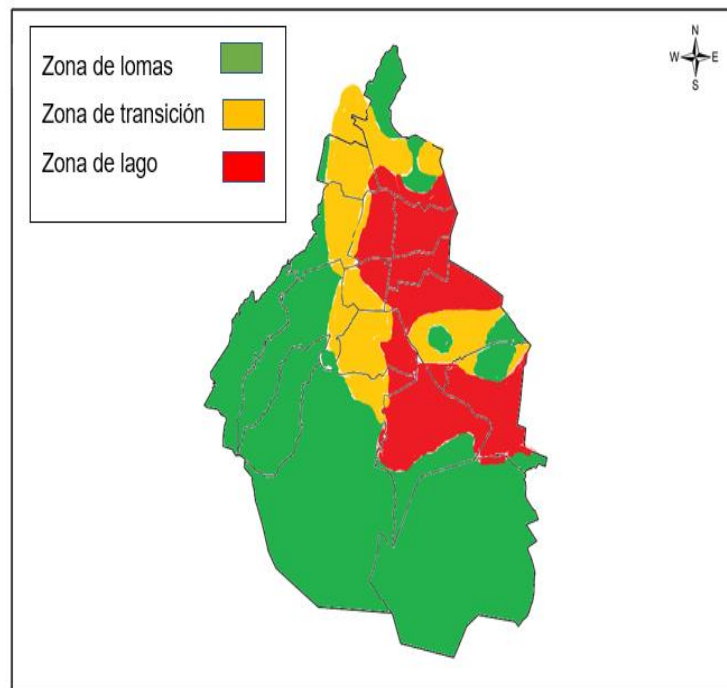 Zona de lomas
Zona de transición
Zona de lago
N
W E
S